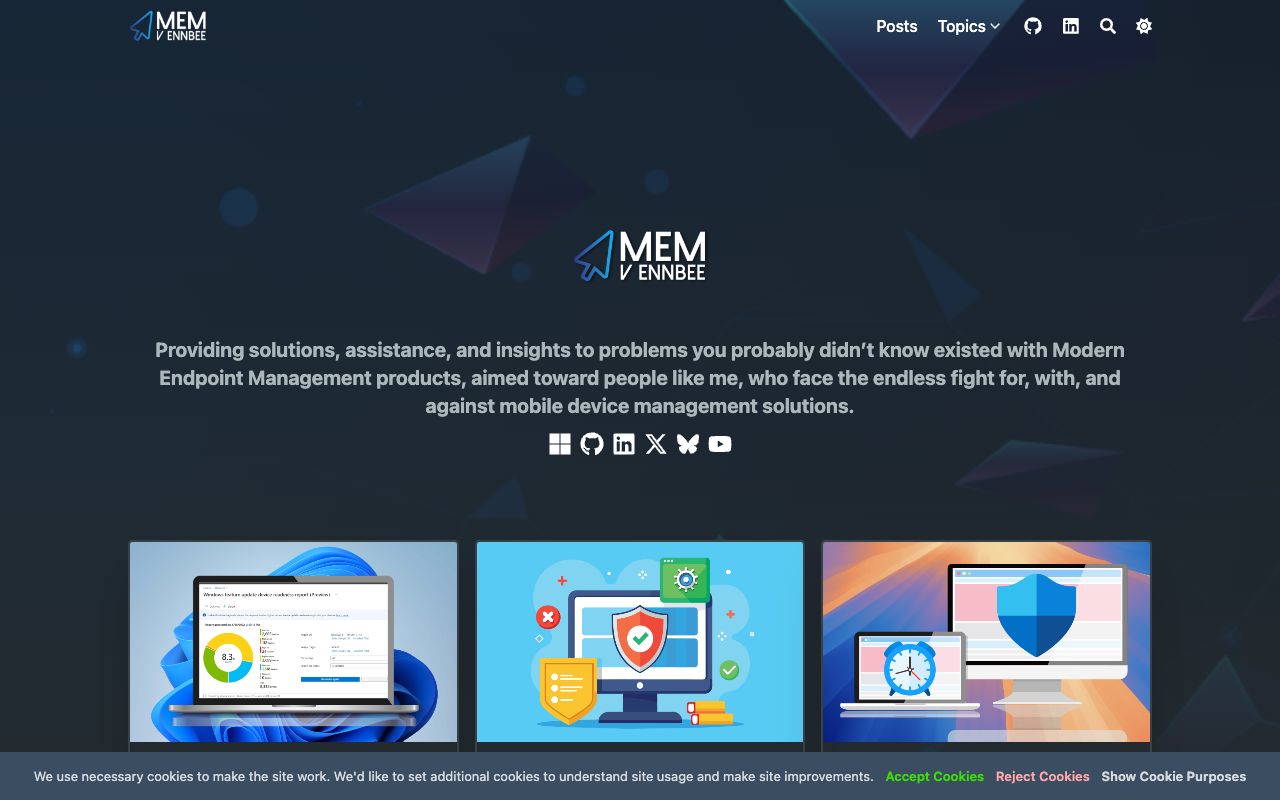 MEM
V ENNBEE
Posts
Topics
MEM
V ENNBEE
Providing solutions, assistance, and insights to problems you probably didn’t know existed with Modern
Endpoint Management products, aimed toward people like me, who face the endless fight for, with, and
against mobile device management solutions.
Windows feature update device readiness report (Preview)
8.3
We use necessary cookies to make the site work. We'd like to set additional cookies to understand site usage and make site improvements.
Accept Cookies
Reject Cookies
Show Cookie Purposes